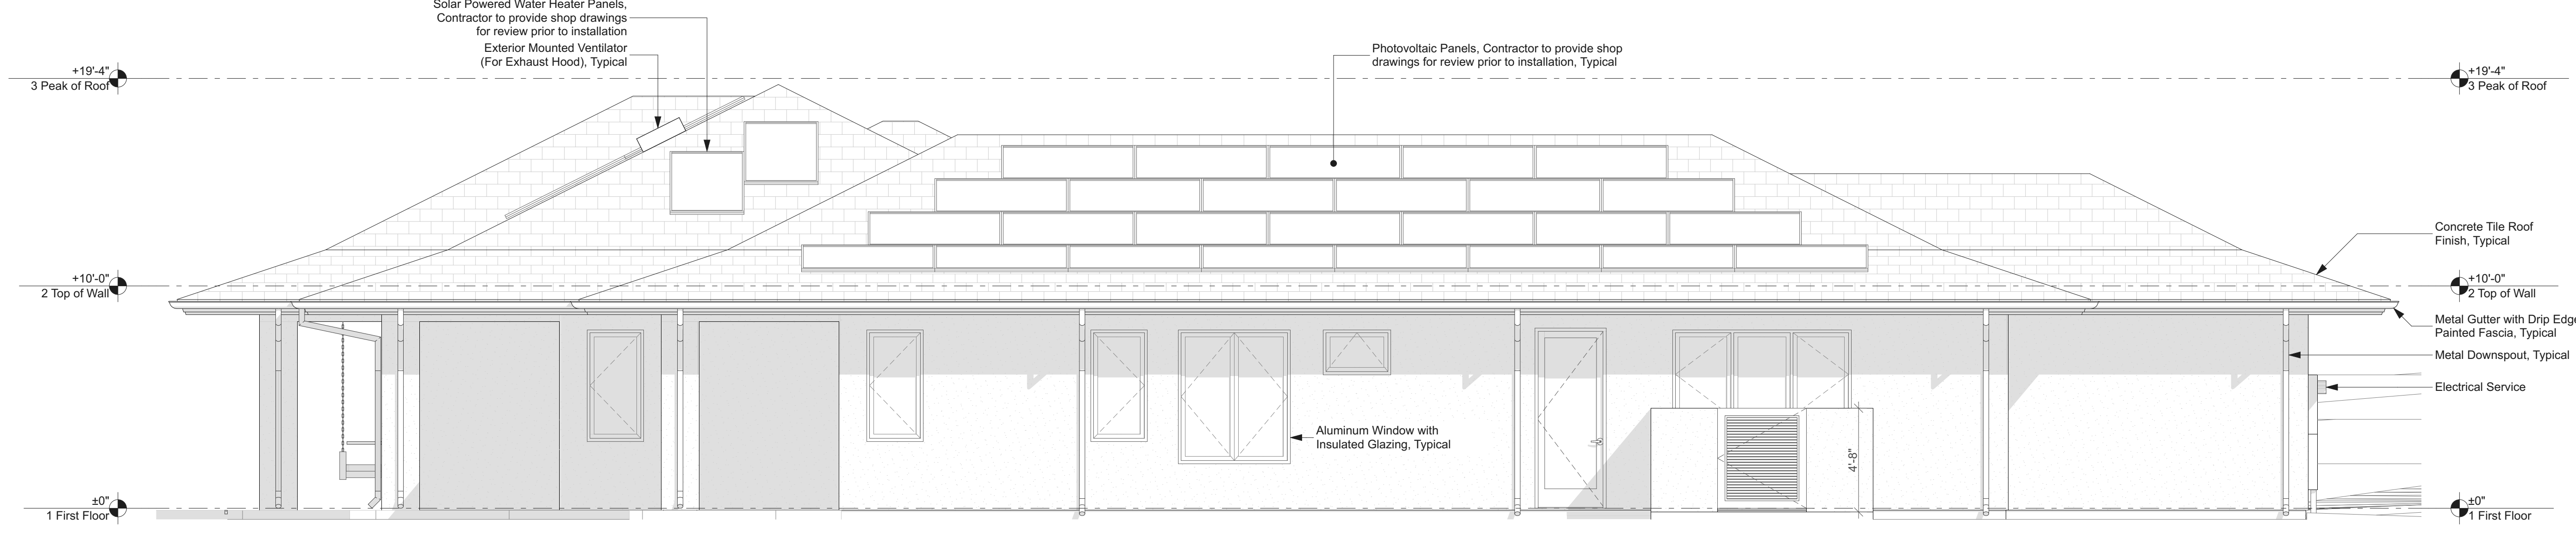 Solar Powered Water Heater Panels,
Contractor to provide shop drawings
for review prior to installation
Exterior Mounted Ventilator
(For Exhaust Hood), Typical
Photovoltaic Panels, Contractor to provide shop
drawings for review prior to installation, Typical
+19'-4"
3 Peak of Roof
+19'-4"
3 Peak of Roof
Concrete Tile Roof
Finish, Typical
+10'-0"
2 Top of Wall
+10'-0"
2 Top of Wall
Metal Gutter with Drip Edge
Painted Fascia, Typical
Metal Downspout, Typical
Electrical Service
Aluminum Window with
Insulated Glazing, Typical
4'-8"
±0"
1 First Floor
±0"
1 First Floor